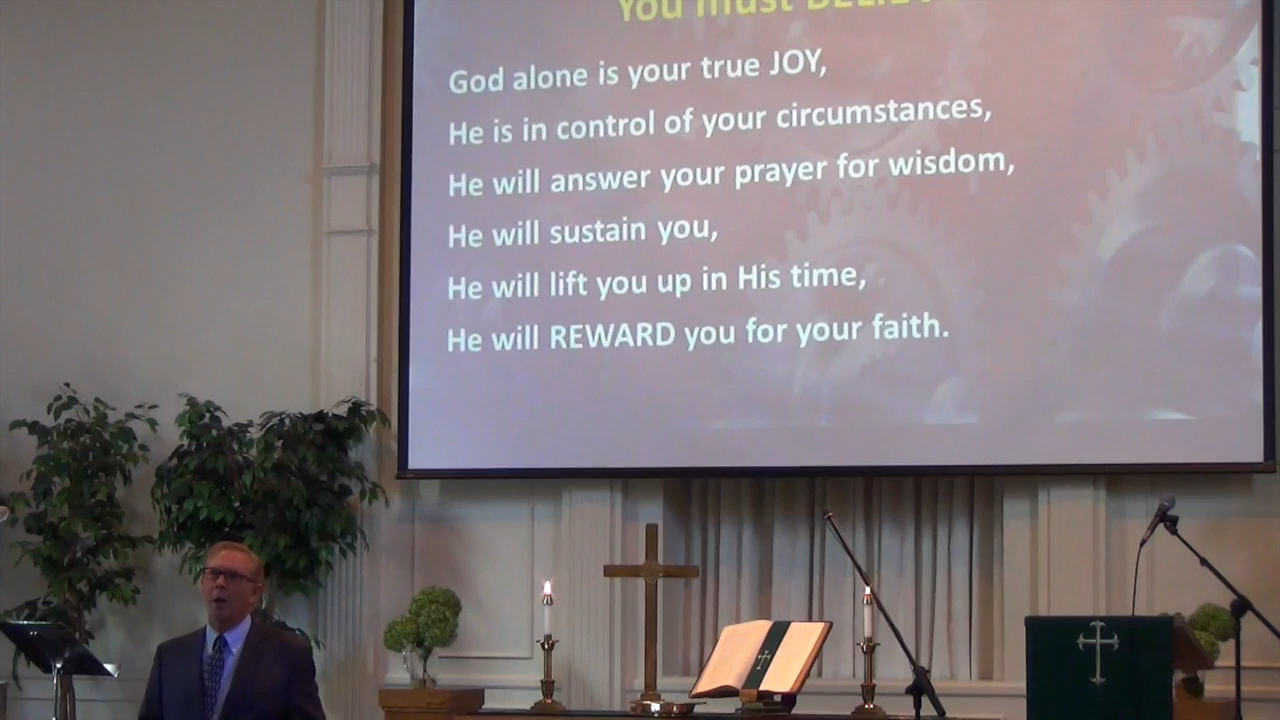 You must BELIEVE
God alone is your true JOY,
He is in control of your circumstances,
He will answer your prayer for wisdom,
He will sustain you,
He will lift you up in His time,
He will REWARD you for your faith.